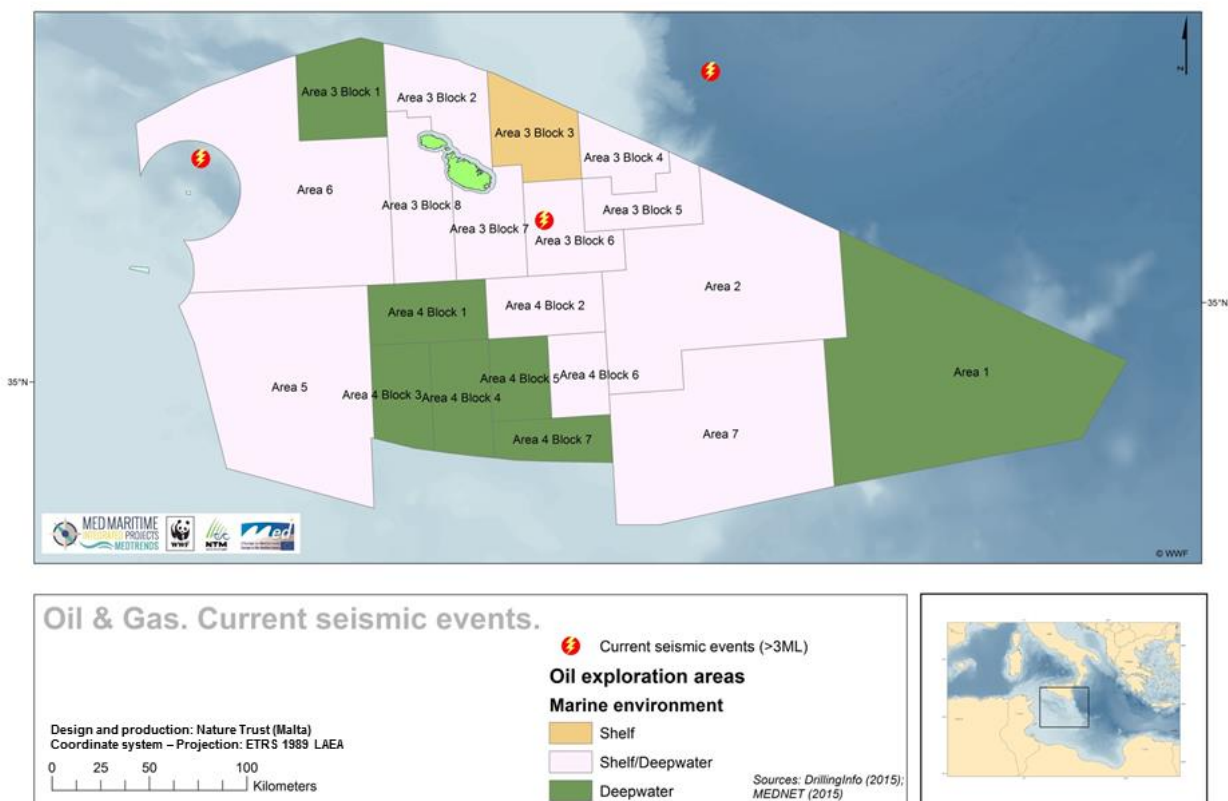 N
Area 3 Block 1
Area 3 Block 2
Area 3 Block 3
Area 3 Block 4
Area 6
Area 3 Block 8
Area 3 Block 5
Area 3 Block 7
Area 3 Block 6
Area 2
35°N
Area 4 Block 2
Area 4 Block 1
Area 1
35°N
Area 5
Area 4 Block 5
Area 4 Block 6
Area 4 Block 3
Area 4 Block 4
Area 7
Area 4 Block 7
MEDMARITIME
INTEGRATED PROJECTS
MEDTRENDS
WWF
NTM
Med
© WWF
Oil & Gas. Current seismic events.
Current seismic events (>3ML)
Oil exploration areas
Marine environment
Shelf
Shelf/Deepwater
Deepwater
Design and production: Nature Trust (Malta)
Coordinate system – Projection: ETRS 1989 LAEA
0 25 50 100
Kilometers
Sources: DrillingInfo (2015);
MEDNET (2015)